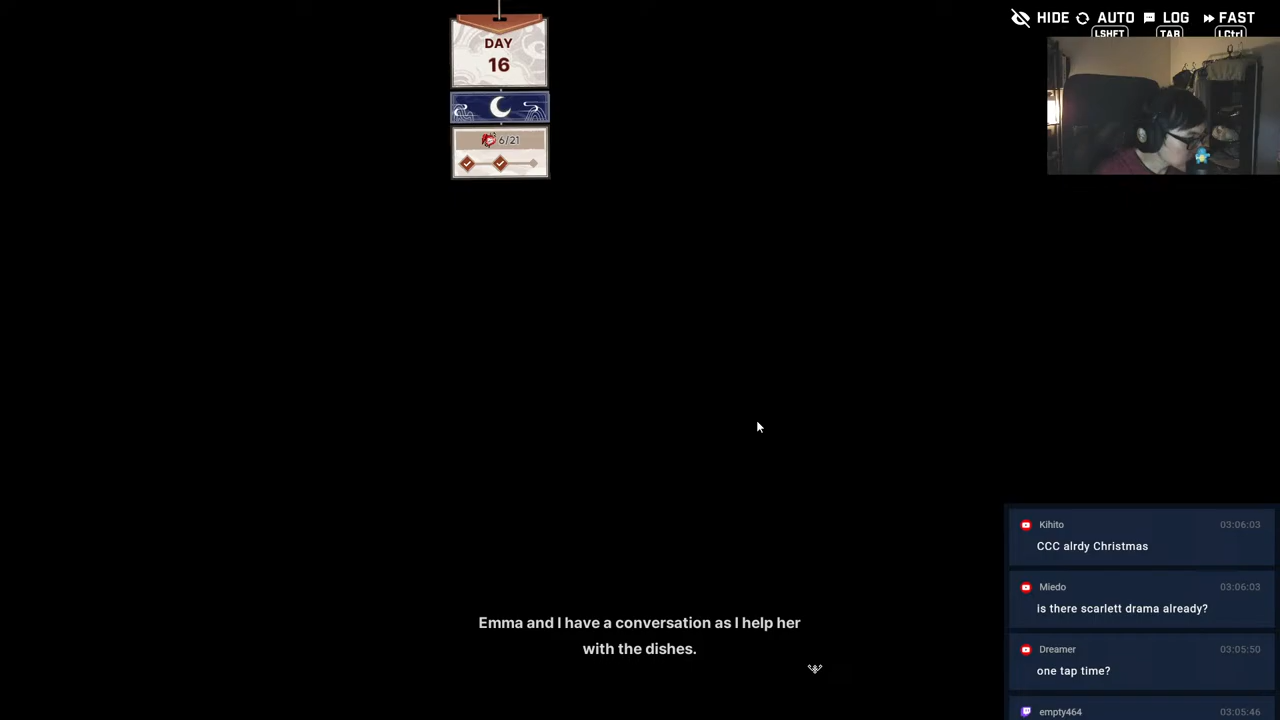 HIDE
AUTO
LSHFT
LOG
TAB
FAST
LCtrl
DAY
16
6/21
Kihito
03:06:03
CCC alrdy Christmas
Miedo
03:06:03
is there scarlett drama already?
Dreamer
03:05:50
one tap time?
empty464
03:05:46
Emma and I have a conversation as I help her
with the dishes.